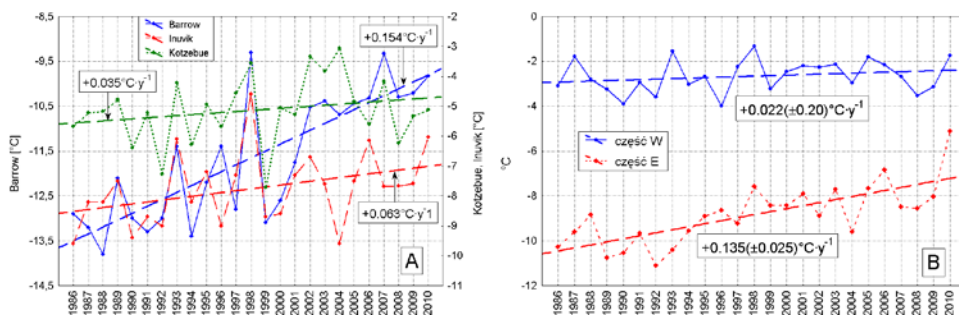 -8,5
-9,5
-10,5
-11,5
-12,5
-13,5
-14,5
Barrow [°C]
Barrow
Inuvik
Kotzebue
+0.035°C·y⁻¹
+0.154°C·y⁻¹
+0.063°C·y⁻1
A
-2
-3
-4
-5
-6
-7
-8
-9
-10
-11
Kotzebue, Inuvik [°C]
1986 1987 1988 1989 1990 1991 1992 1993 1994 1995 1996 1997 1998 1999 2000 2001 2002 2003 2004 2005 2006 2007 2008 2009 2010
0
-2
-4
-6
-8
-10
-12
°C
+0.022(±0.20)°C·y⁻¹
część W
część E
+0.135(±0.025)°C·y⁻¹
B
1986 1987 1988 1989 1990 1991 1992 1993 1994 1995 1996 1997 1998 1999 2000 2001 2002 2003 2004 2005 2006 2007 2008 2009 2010